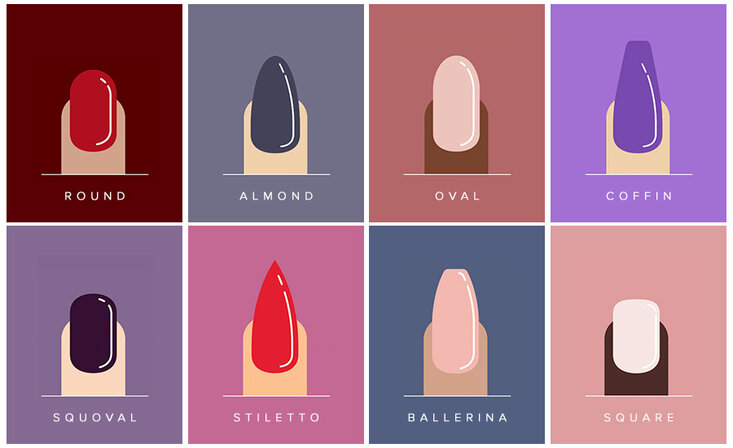 ROUND
ALMOND
OVAL
COFFIN
SQUOVAL
STILETTO
BALLERINA
SQUARE